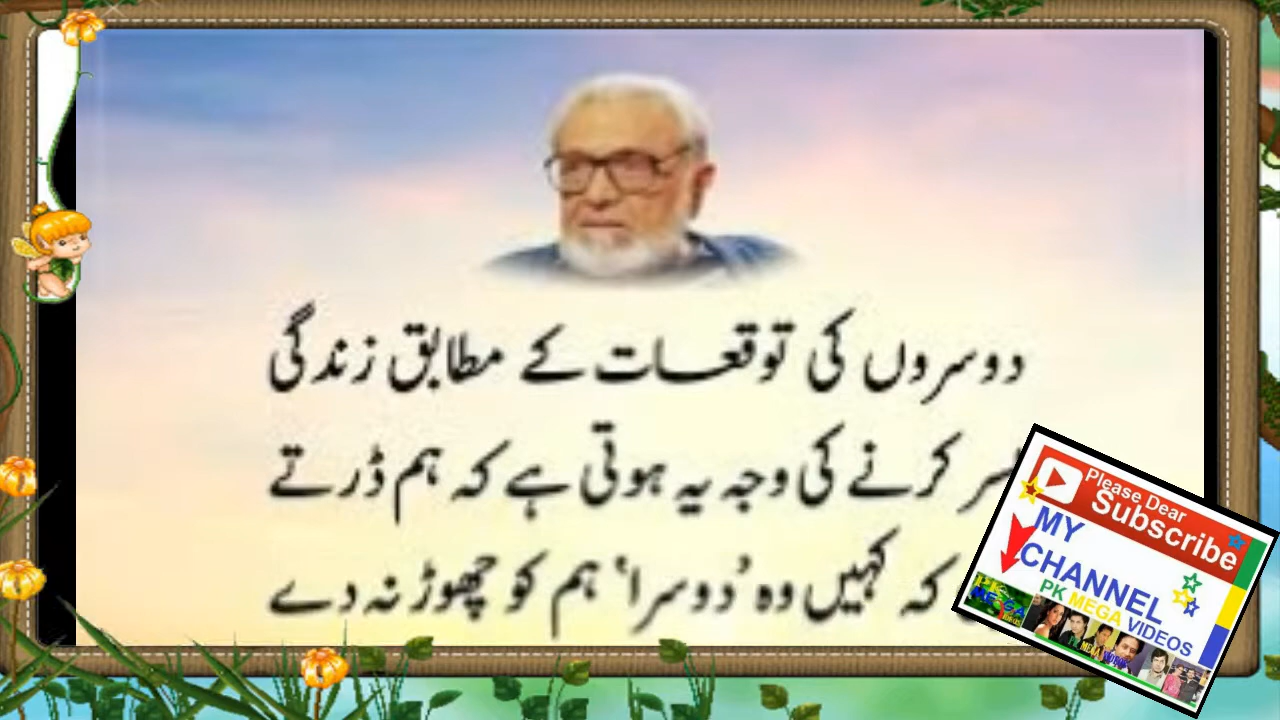 دوسروں کی توقعات کے مطابق زندگی
کرنے کی وجہ یہ ہوتی ہے کہ ہم ڈرتے
کہ کہیں وہ 'دوسرا' ہم کو چھوڑ نہ دے
Please Dear
Subscribe
MY
CHANNEL
PK MEGA VIDEOS